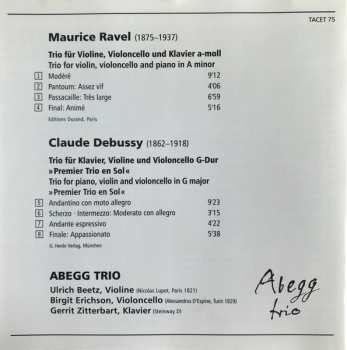 TACET 75
Maurice Ravel (1875–1937)
Trio für Violine, Violoncello und Klavier a-moll
Trio for violin, violoncello and piano in A minor
1 Modéré 9'12
2 Pantoum: Assez vif 4'06
3 Passacaille: Très large 6'59
4 Final: Animé 5'16
Editions Durand, Paris
Claude Debussy (1862–1918)
Trio für Klavier, Violine und Violoncello G-Dur
»Premier Trio en Sol«
Trio for piano, violin and violoncello in G major
»Premier Trio en Sol«
5 Andantino con moto allegro 9'23
6 Scherzo · Intermezzo: Moderato con allegro 3'15
7 Andante espressivo 4'22
8 Finale: Appassionato 5'38
G. Henle Verlag, München
ABEGG TRIO
Ulrich Beetz, Violine (Nicolas Lupot, Paris 1821)
Birgit Erichson, Violoncello (Alessandro D'Espine, Turin 1829)
Gerrit Zitterbart, Klavier (Steinway D)
Abegg
trio